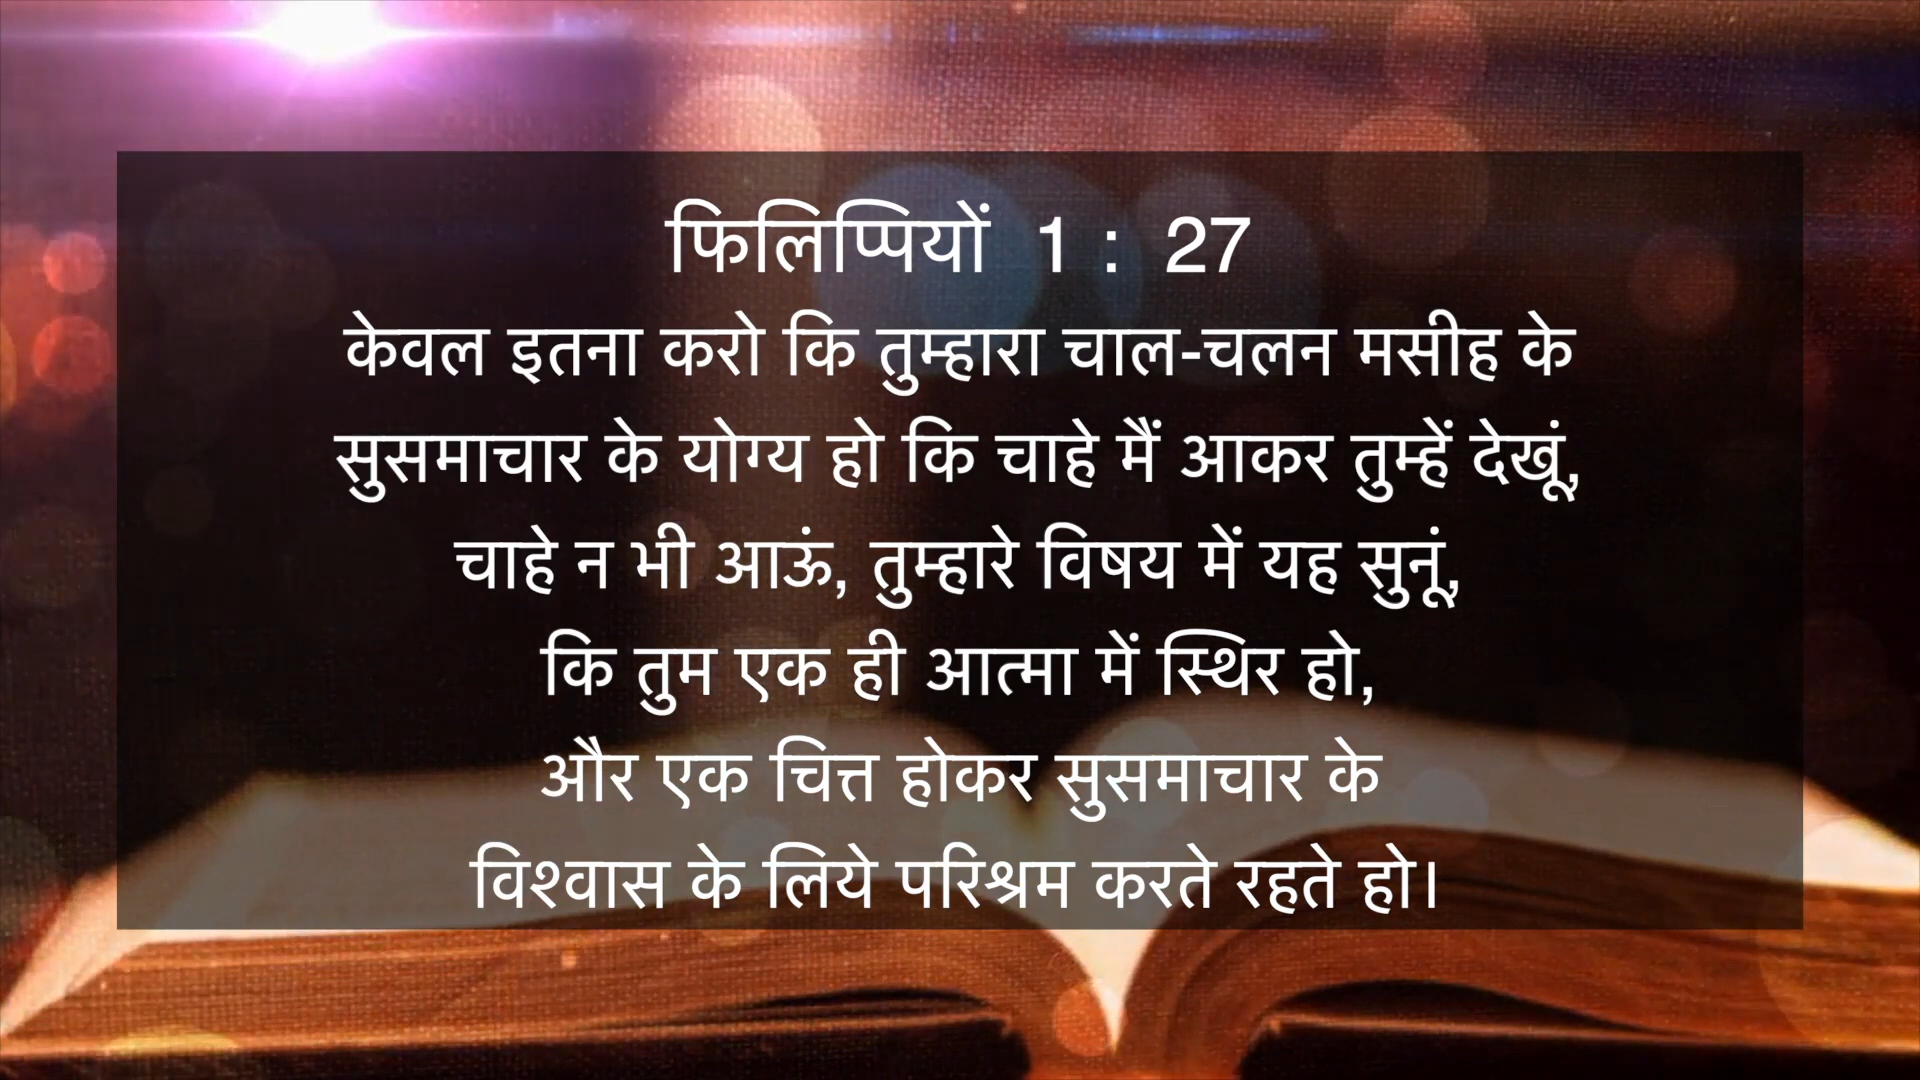 फिलिप्पियों 1 : 27
केवल इतना करो कि तुम्हारा चाल-चलन मसीह के
सुसमाचार के योग्य हो कि चाहे मैं आकर तुम्हें देखूं,
चाहे न भी आऊं, तुम्हारे विषय में यह सुनूं,
कि तुम एक ही आत्मा में स्थिर हो,
और एक चित्त होकर सुसमाचार के
विश्वास के लिये परिश्रम करते रहते हो।